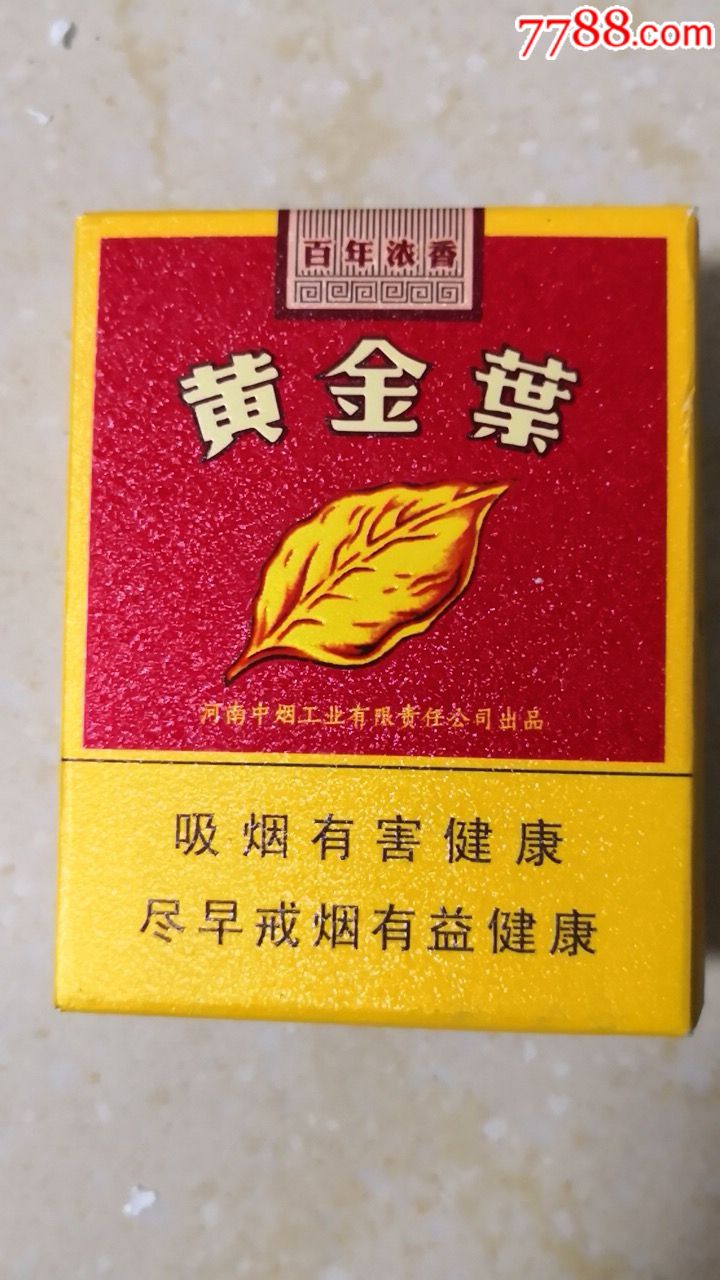 7788.com
百年浓香
黄金葉
河南中烟工业有限责任公司出品
吸烟有害健康
尽早戒烟有益健康